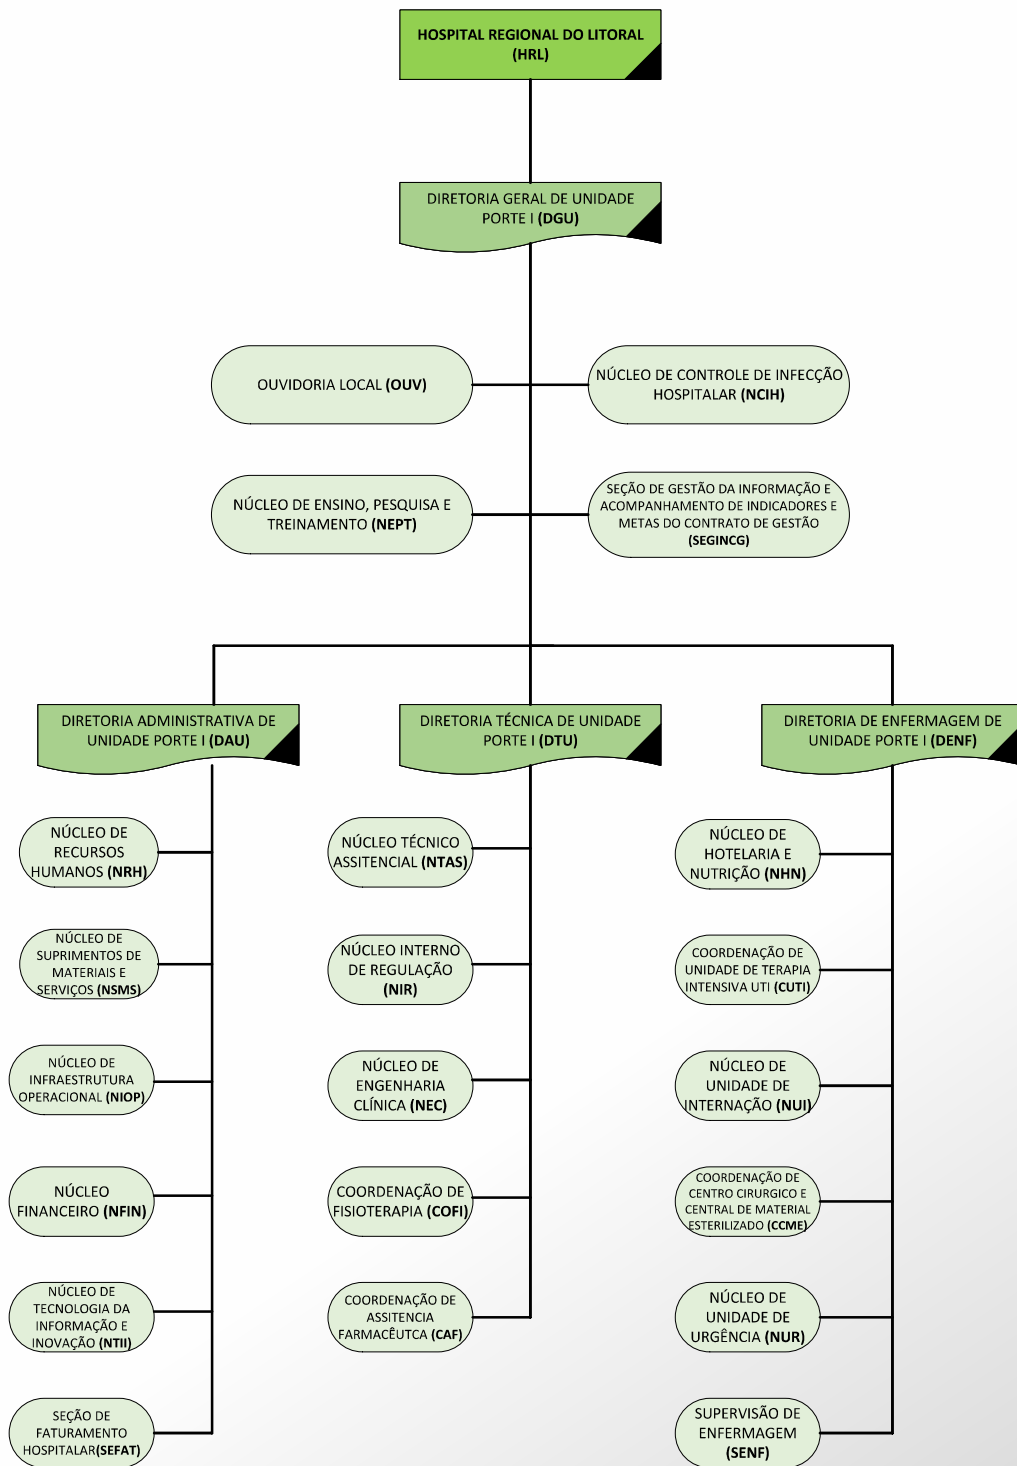 HOSPITAL REGIONAL DO LITORAL
(HRL)
DIRETORIA GERAL DE UNIDADE
PORTE I (DGU)
OUVIDORIA LOCAL (OUV)
NÚCLEO DE CONTROLE DE INFECÇÃO
HOSPITALAR (NCIH)
NÚCLEO DE ENSINO, PESQUISA E
TREINAMENTO (NEPT)
SEÇÃO DE GESTÃO DA INFORMAÇÃO E
ACOMPANHAMENTO DE INDICADORES E
METAS DO CONTRATO DE GESTÃO
(SEGINCG)
DIRETORIA ADMINISTRATIVA DE
UNIDADE PORTE I (DAU)
DIRETORIA TÉCNICA DE UNIDADE
PORTE I (DTU)
DIRETORIA DE ENFERMAGEM DE
UNIDADE PORTE I (DENF)
NÚCLEO DE
RECURSOS
HUMANOS (NRH)
NÚCLEO DE
SUPRIMENTOS DE
MATERIAIS E
SERVIÇOS (NSMS)
NÚCLEO DE
INFRAESTRUTURA
OPERACIONAL (NIOP)
NÚCLEO
FINANCEIRO (NFIN)
NÚCLEO DE
TECNOLOGIA DA
INFORMAÇÃO E
INOVAÇÃO (NTII)
SEÇÃO DE
FATURAMENTO
HOSPITALAR(SEFAT)
NÚCLEO TÉCNICO
ASSITENCIAL (NTAS)
NÚCLEO INTERNO
DE REGULAÇÃO
(NIR)
NÚCLEO DE
ENGENHARIA
CLÍNICA (NEC)
COORDENAÇÃO DE
FISIOTERAPIA (COFI)
COORDENAÇÃO DE
ASSITENCIA
FARMACÊUTCA (CAF)
NÚCLEO DE
HOTELARIA E
NUTRIÇÃO (NHN)
COORDENAÇÃO DE
UNIDADE DE TERAPIA
INTENSIVA UTI (CUTI)
NÚCLEO DE
UNIDADE DE
INTERNAÇÃO (NUI)
COORDENAÇÃO DE
CENTRO CIRURGICO E
CENTRAL DE MATERIAL
ESTERILIZADO (CCME)
NÚCLEO DE
UNIDADE DE
URGÊNCIA (NUR)
SUPERVISÃO DE
ENFERMAGEM
(SENF)